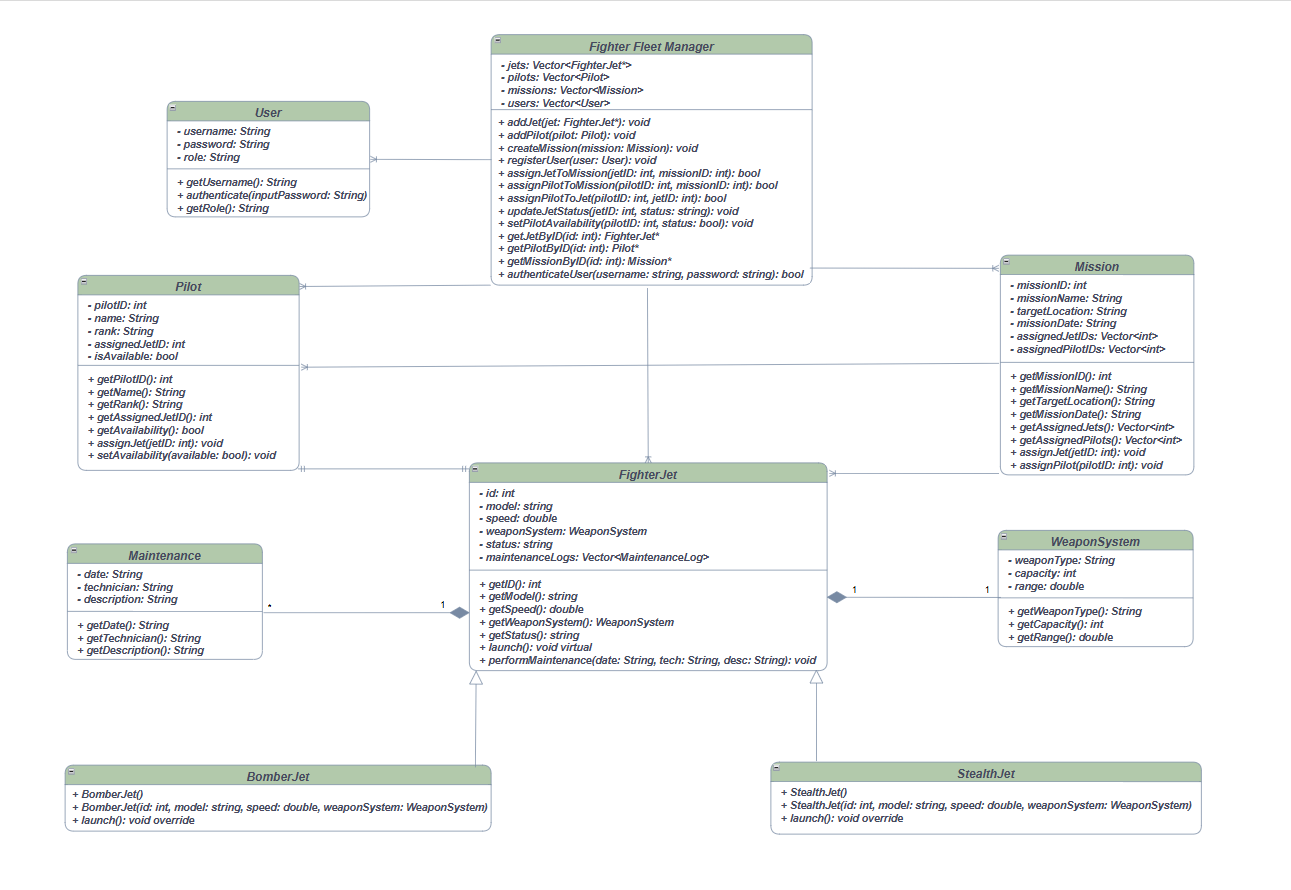 Fighter Fleet Manager
- jets: Vector<FighterJet*>
- pilots: Vector<Pilot>
- missions: Vector<Mission>
- users: Vector<User>
+ addJet(jet: FighterJet*): void
+ addPilot(pilot: Pilot): void
+ createMission(mission: Mission): void
+ registerUser(user: User): void
+ assignJetToMission(jetID: int, missionID: int): bool
+ assignPilotToMission(pilotID: int, missionID: int): bool
+ assignPilotToJet(pilotID: int, jetID: int): bool
+ updateJetStatus(jetID: int, status: string): void
+ setPilotAvailability(pilotID: int, status: bool): void
+ getJetByID(id: int): FighterJet*
+ getPilotByID(id: int): Pilot*
+ getMissionByID(id: int): Mission*
+ authenticateUser(username: string, password: string): bool
User
- username: String
- password: String
- role: String
+ getUsername(): String
+ authenticate(inputPassword: String)
+ getRole(): String
Pilot
- pilotID: int
- name: String
- rank: String
- assignedJetID: int
- isAvailable: bool
+ getPilotID(): int
+ getName(): String
+ getRank(): String
+ getAssignedJetID(): int
+ getAvailability(): bool
+ assignJet(jetID: int): void
+ setAvailability(available: bool): void
Mission
- missionID: int
- missionName: String
- targetLocation: String
- missionDate: String
- assignedJetIDs: Vector<int>
- assignedPilotIDs: Vector<int>
+ getMissionID(): int
+ getMissionName(): String
+ getTargetLocation(): String
+ getMissionDate(): String
+ getAssignedJets(): Vector<int>
+ getAssignedPilots(): Vector<int>
+ assignJet(jetID: int): void
+ assignPilot(pilotID: int): void
FighterJet
- id: int
- model: string
- speed: double
- weaponSystem: WeaponSystem
- status: string
- maintenanceLogs: Vector<MaintenanceLog>
+ getID(): int
+ getModel(): string
+ getSpeed(): double
+ getWeaponSystem(): WeaponSystem
+ getStatus(): string
+ launch(): void virtual
+ performMaintenance(date: String, tech: String, desc: String): void
Maintenance
- date: String
- technician: String
- description: String
+ getDate(): String
+ getTechnician(): String
+ getDescription(): String
*
1
1
1
WeaponSystem
- weaponType: String
- capacity: int
- range: double
+ getWeaponType(): String
+ getCapacity(): int
+ getRange(): double
BomberJet
+ BomberJet()
+ BomberJet(id: int, model: string, speed: double, weaponSystem: WeaponSystem)
+ launch(): void override
StealthJet
+ StealthJet()
+ StealthJet(id: int, model: string, speed: double, weaponSystem: WeaponSystem)
+ launch(): void override